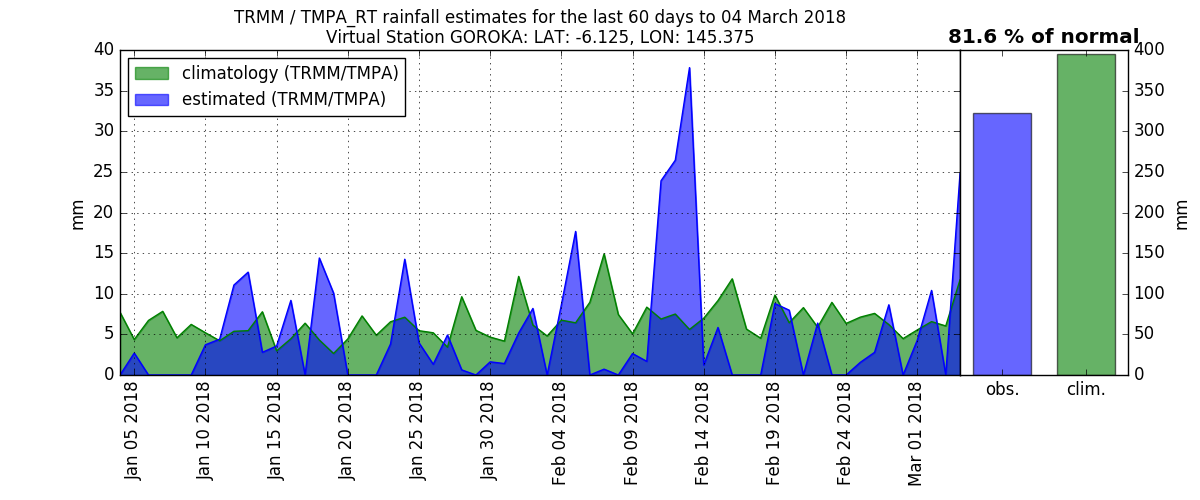 TRMM / TMPA_RT rainfall estimates for the last 60 days to 04 March 2018
Virtual Station GOROKA: LAT: -6.125, LON: 145.375
81.6 % of normal
climatology (TRMM/TMPA)
estimated (TRMM/TMPA)
mm
40
35
30
25
20
15
10
5
0
Jan 05 2018
Jan 10 2018
Jan 15 2018
Jan 20 2018
Jan 25 2018
Jan 30 2018
Feb 04 2018
Feb 09 2018
Feb 14 2018
Feb 19 2018
Feb 24 2018
Mar 01 2018
obs.
clim.
400
350
300
250
200
150
100
50
0
mm